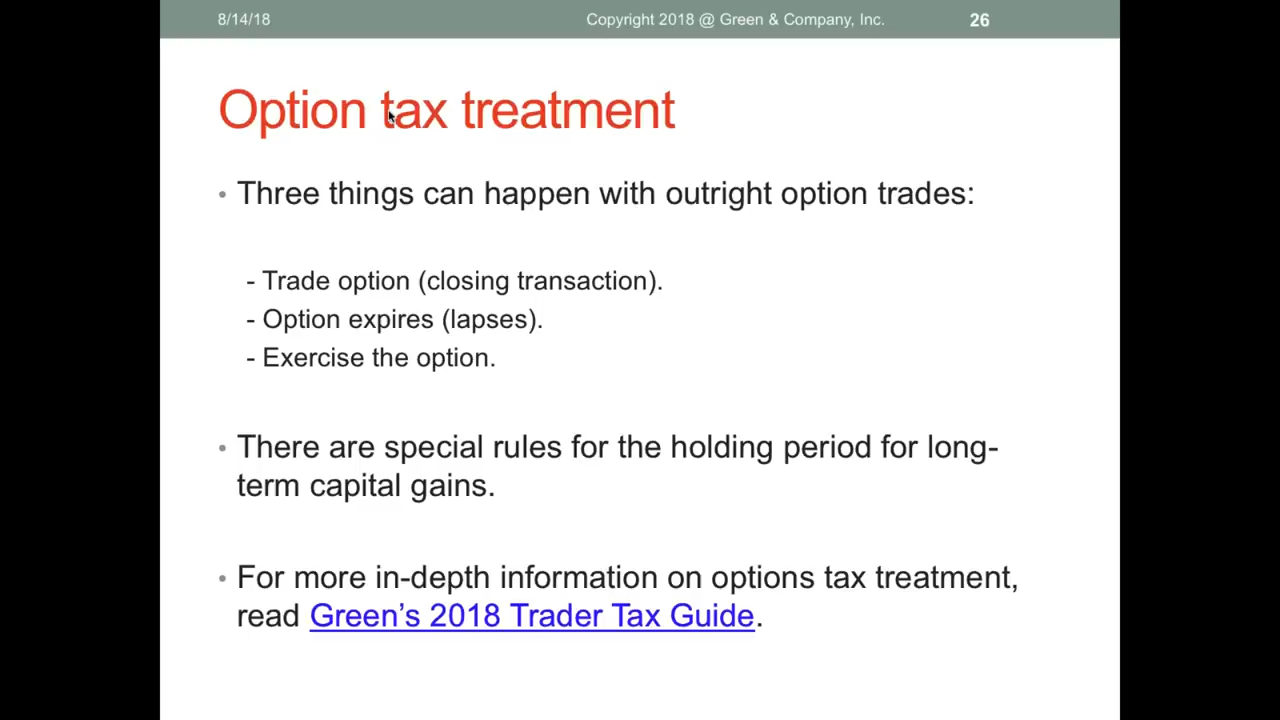 8/14/18 Copyright 2018 @ Green & Company, Inc. 26
Option tax treatment
• Three things can happen with outright option trades:
- Trade option (closing transaction).
- Option expires (lapses).
- Exercise the option.
• There are special rules for the holding period for long-
term capital gains.
• For more in-depth information on options tax treatment,
read Green’s 2018 Trader Tax Guide.